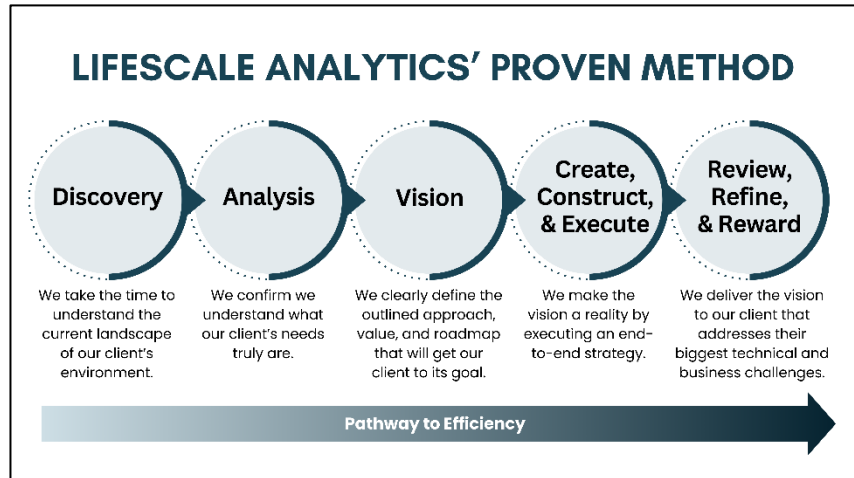 LIFESCALE ANALYTICS’ PROVEN METHOD
Discovery
Analysis
Vision
Create,
Construct,
& Execute
Review,
Refine,
& Reward
We take the time to
understand the
current landscape
of our client’s
environment.
We confirm we
understand what
our client’s needs
truly are.
We clearly define the
outlined approach,
value, and roadmap
that will get our
client to its goal.
We make the
vision a reality by
executing an end-
to-end strategy.
We deliver the vision
to our client that
addresses their
biggest technical and
business challenges.
Pathway to Efficiency